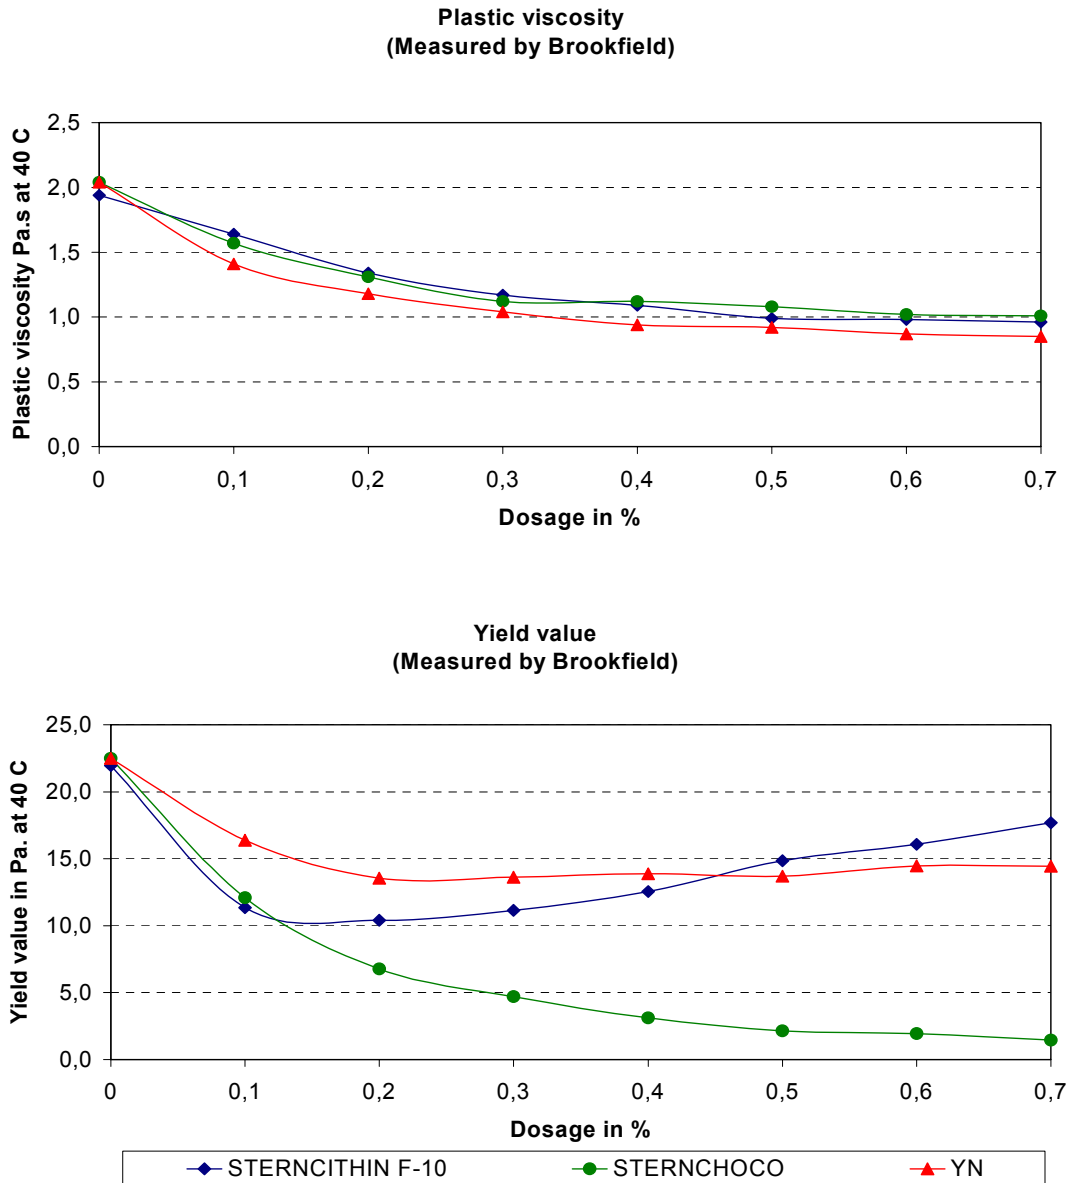 Plastic viscosity
(Measured by Brookfield)
Plastic viscosity Pa.s at 40 C
2,5
2,0
1,5
1,0
0,5
0,0
0 0,1 0,2 0,3 0,4 0,5 0,6 0,7
Dosage in %
Yield value
(Measured by Brookfield)
Yield value in Pa. at 40 C
25,0
20,0
15,0
10,0
5,0
0,0
0 0,1 0,2 0,3 0,4 0,5 0,6 0,7
Dosage in %
STERNCITHIN F-10 STERNCHOCO YN